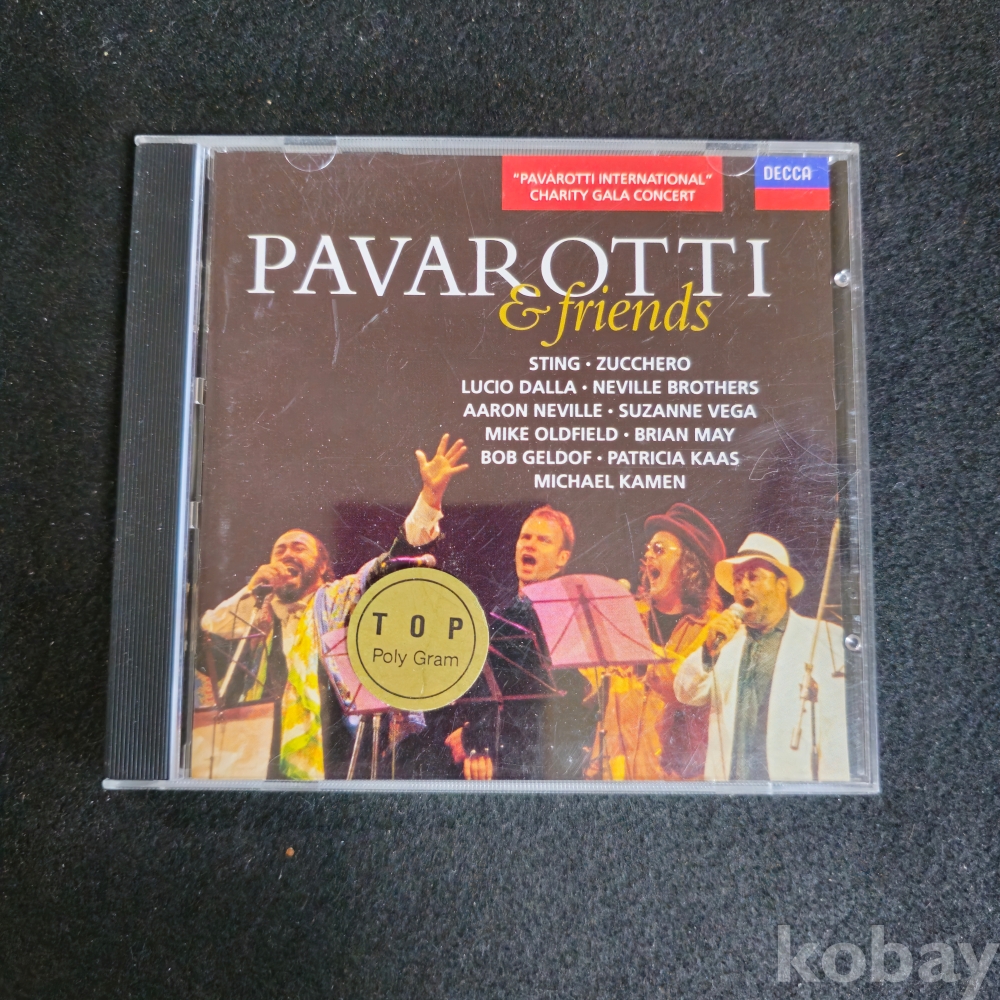 "PAVAROTTI INTERNATIONAL"
CHARITY GALA CONCERT
DECCA
PAVAROTTI
& friends
STING · ZUCCHERO
LUCIO DALLA · NEVILLE BROTHERS
AARON NEVILLE · SUZANNE VEGA
MIKE OLDFIELD · BRIAN MAY
BOB GELDOF · PATRICIA KAAS
MICHAEL KAMEN
TOP
Poly Gram
kobay